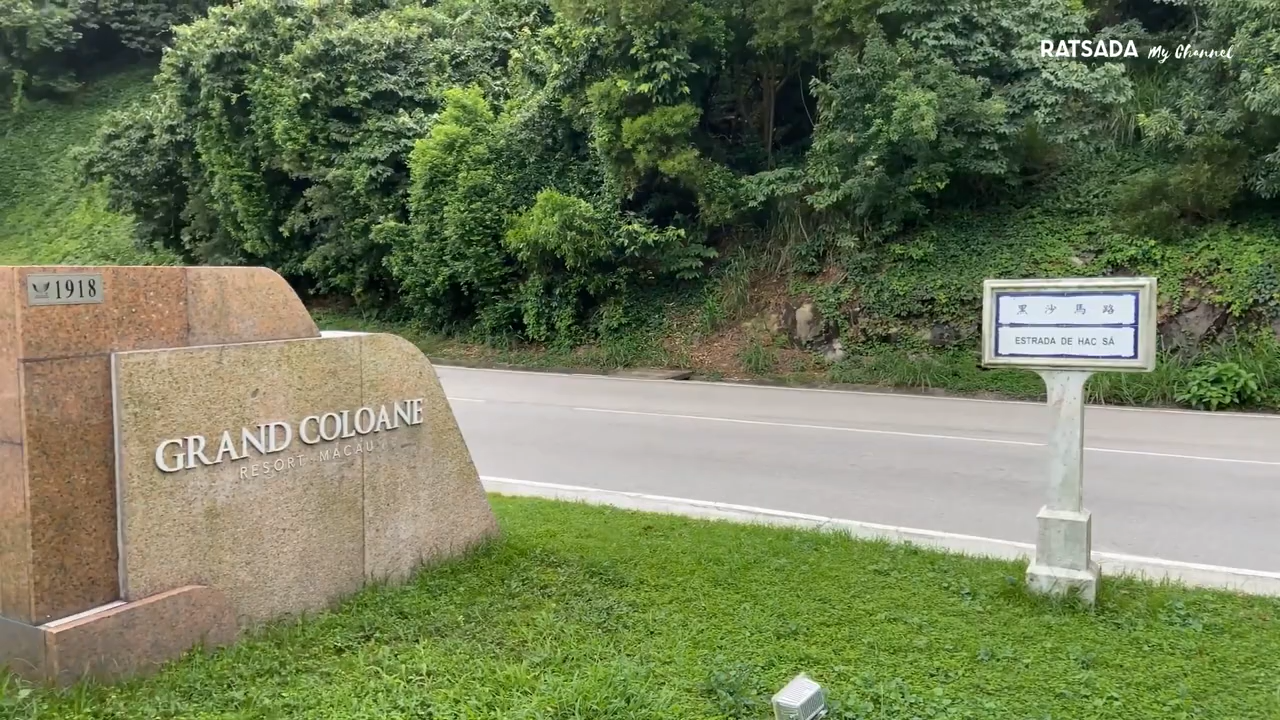 RATSADA My Channel
1918
GRAND COLOANE
RESORT MACAU
黑沙馬路
ESTRADA DE HAC SÁ